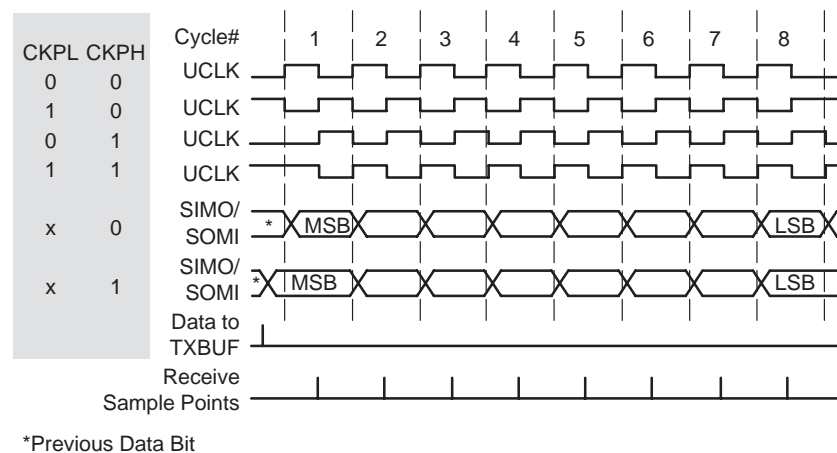 Cycle# 1 2 3 4 5 6 7 8
CKPL CKPH
0 0 UCLK
1 0 UCLK
0 1 UCLK
1 1 UCLK
x 0 SIMO/
SOMI * MSB LSB
x 1 SIMO/
SOMI * MSB LSB
Data to
TXBUF
Receive
Sample Points
*Previous Data Bit